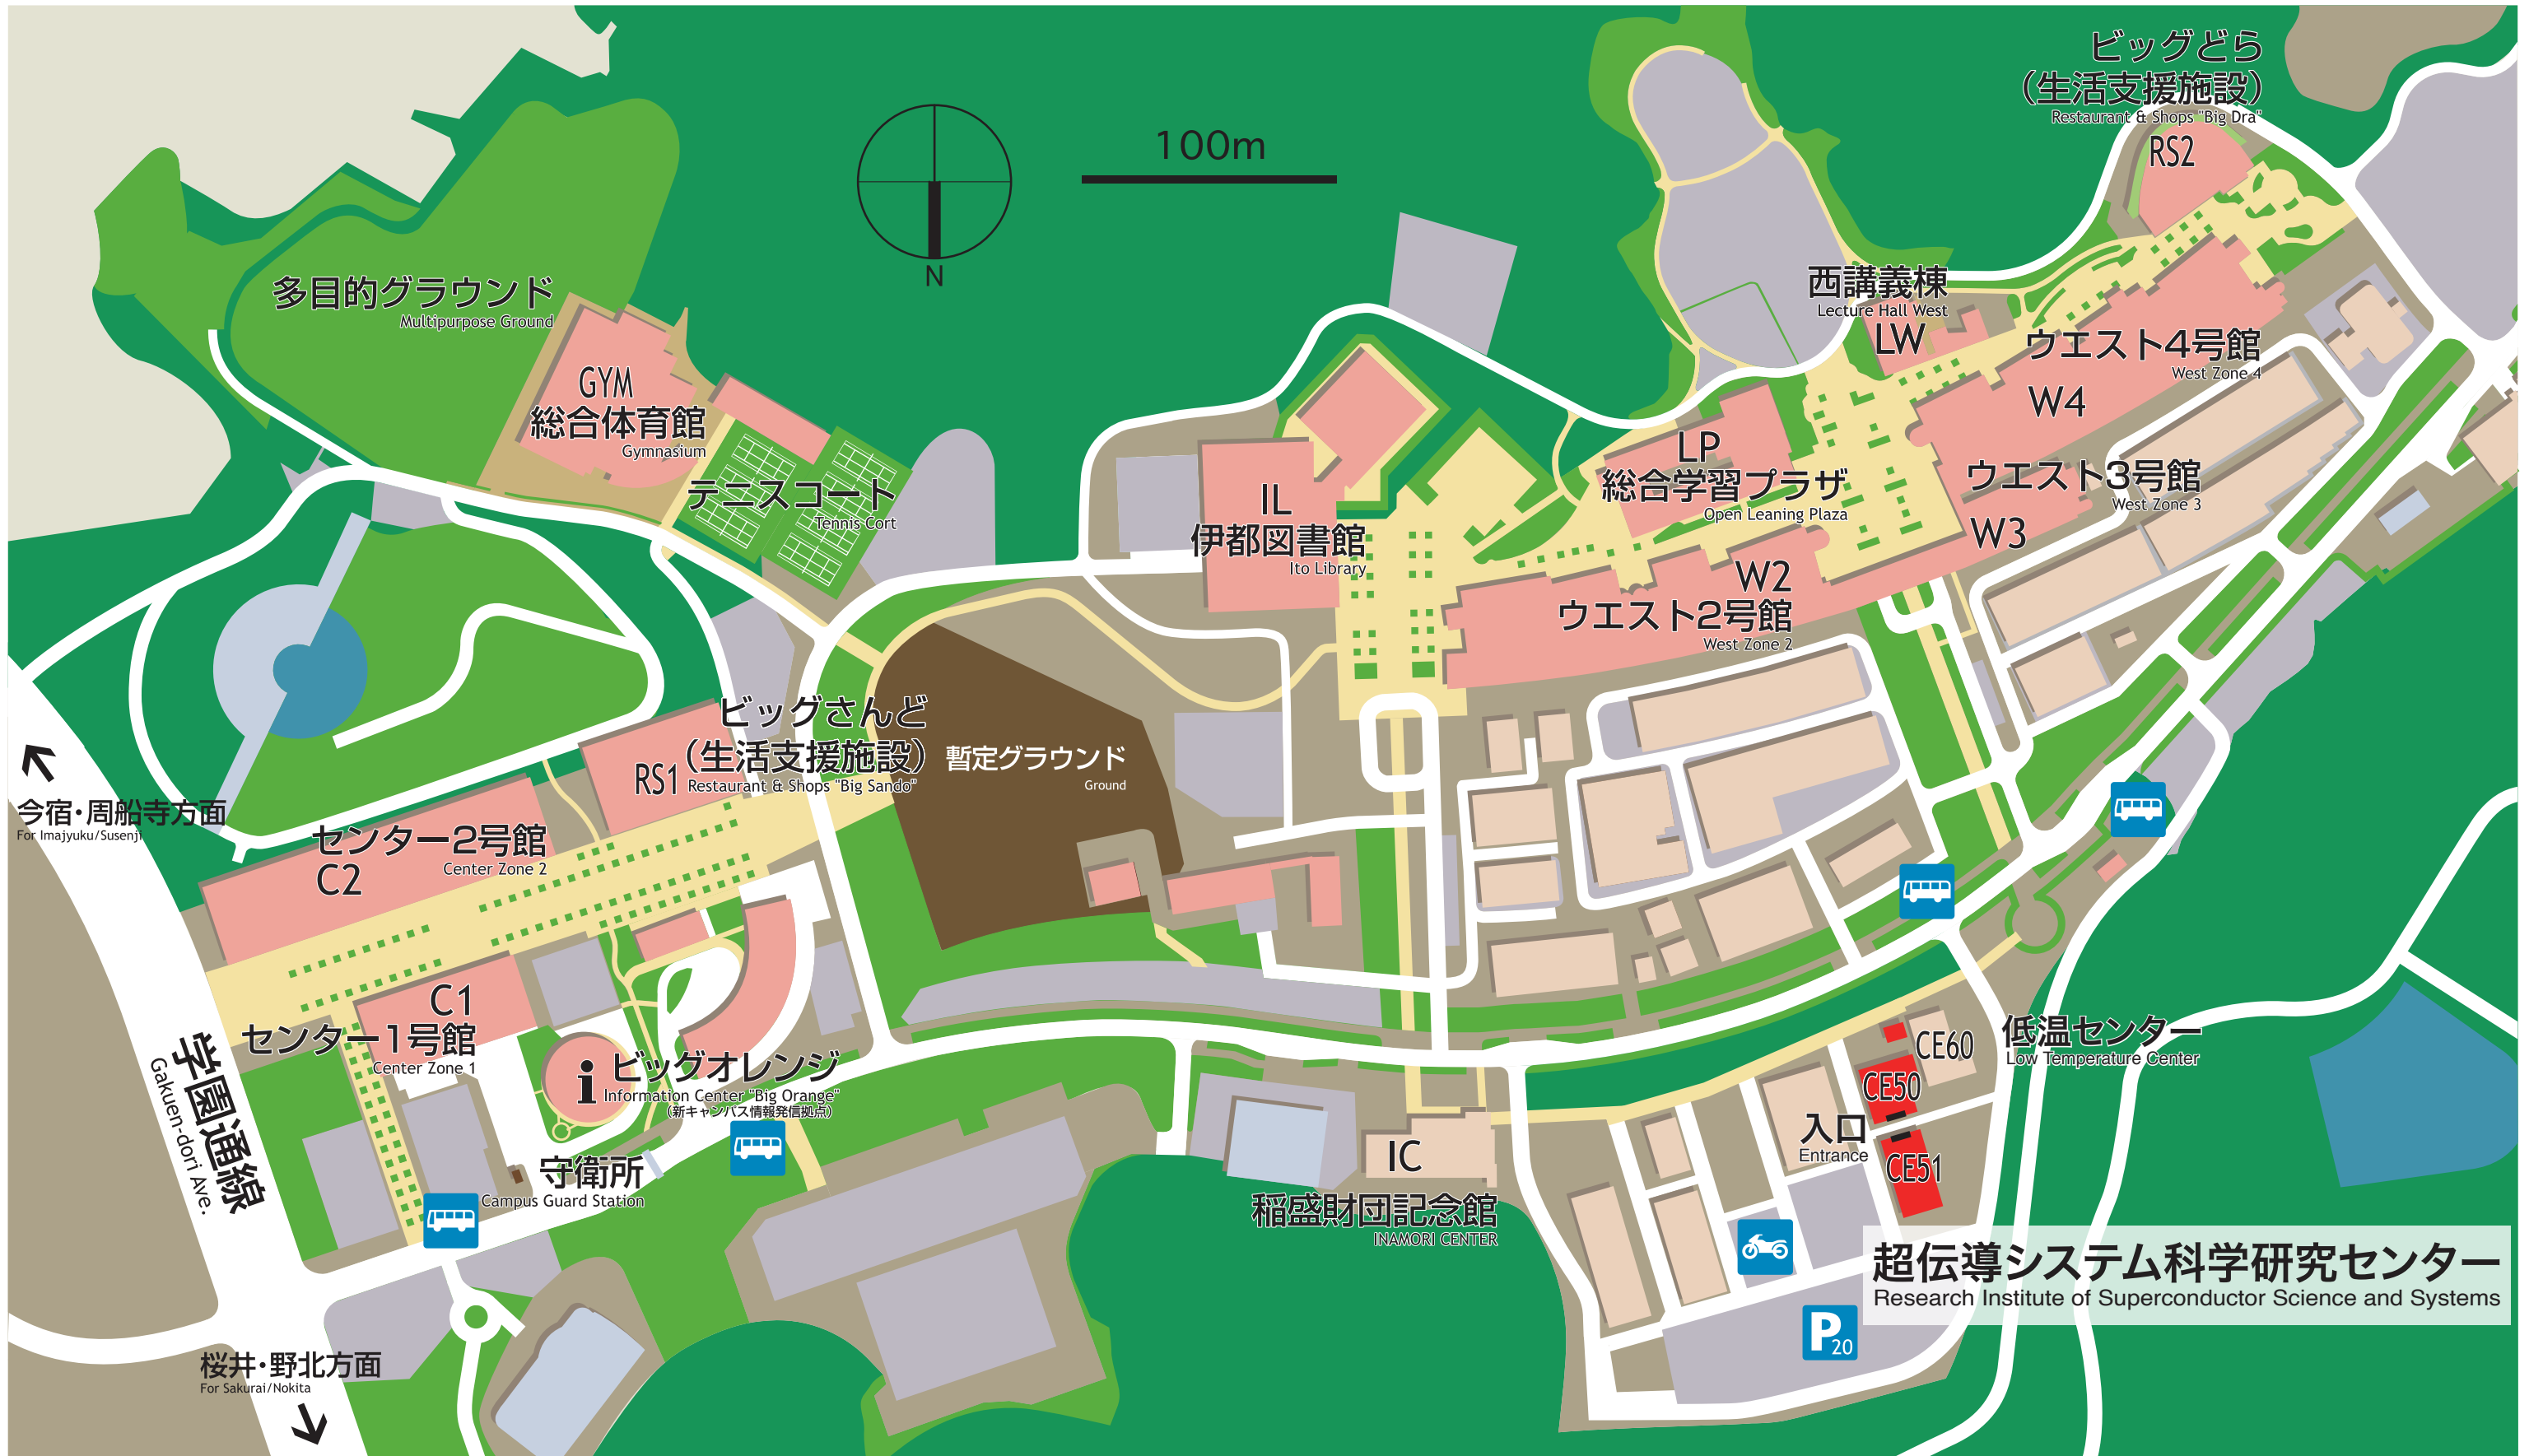 ビッグどら
（生活支援施設）
Restaurant & Shops "Big Dra"
RS2
100m
N
多目的グラウンド
Multipurpose Ground
GYM
総合体育館
Gymnasium
テニスコート
Tennis Cort
西講義棟
Lecture Hall West
LW
ウエスト4号館
West Zone 4
W4
LP
総合学習プラザ
Open Leaning Plaza
ウエスト3号館
West Zone 3
W3
IL
伊都図書館
Ito Library
W2
ウエスト2号館
West Zone 2
ビッグさんど
（生活支援施設）
RS1
Restaurant & Shops "Big Sando"
暫定グラウンド
Ground
今宿・周船寺方面
For Imajyuku/Susenji
センター2号館
Center Zone 2
C2
C1
センター1号館
Center Zone 1
学園通線
Gakuen-dori Ave.
i
ビッグオレンジ
Information Center "Big Orange"
（新キャンパス情報発信拠点）
守衛所
Campus Guard Station
IC
稲盛財団記念館
INAMORI CENTER
CE60
低温センター
Low Temperature Center
CE50
入口
Entrance
CE51
超伝導システム科学研究センター
Research Institute of Superconductor Science and Systems
P20
桜井・野北方面
For Sakurai/Nokita